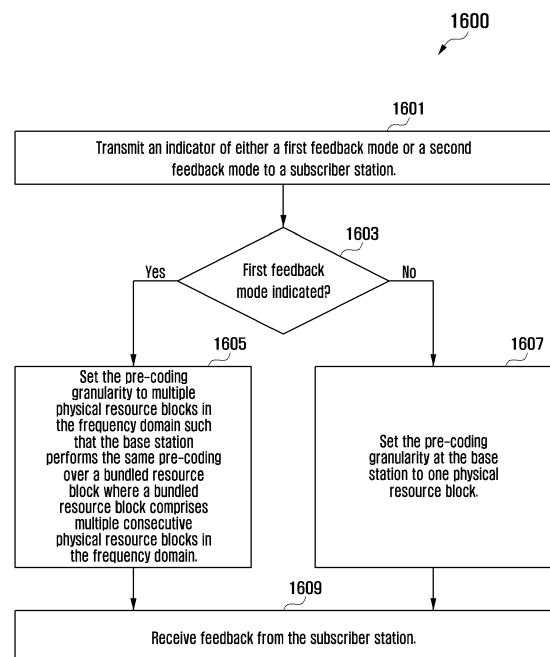 1600
1601
Transmit an indicator of either a first feedback mode or a second
feedback mode to a subscriber station.
1603
Yes
First feedback
mode indicated?
No
1605
Set the pre-coding
granularity to multiple
physical resource blocks in
the frequency domain such
that the base station
performs the same pre-coding
over a bundled resource
block where a bundled
resource block comprises
multiple consecutive
physical resource blocks in
the frequency domain.
1607
Set the pre-coding
granularity at the base
station to one physical
resource block.
1609
Receive feedback from the subscriber station.